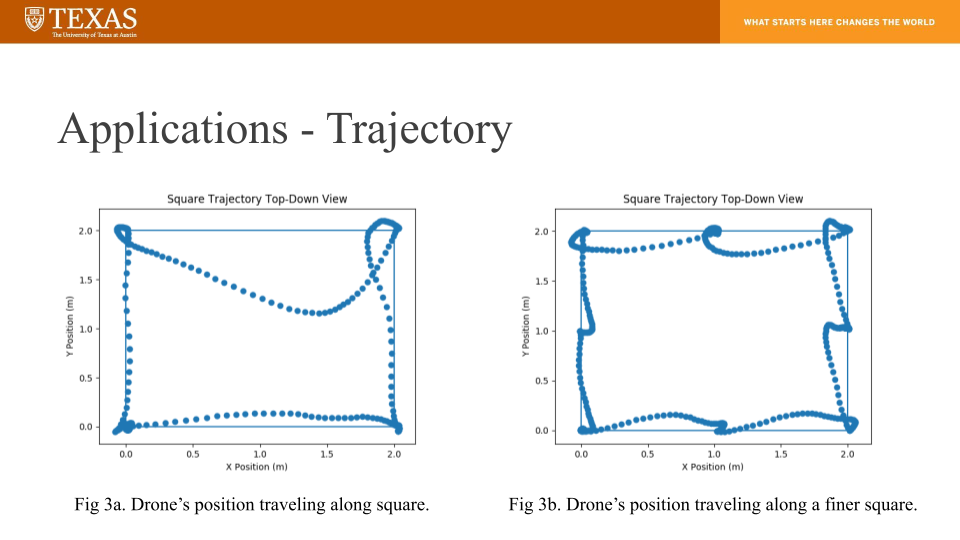 TEXAS
The University of Texas at Austin
WHAT STARTS HERE CHANGES THE WORLD
Applications - Trajectory
Square Trajectory Top-Down View
2.0
1.5
1.0
0.5
0.0
Y Position (m)
0.0 0.5 1.0 1.5 2.0
X Position (m)
Fig 3a. Drone’s position traveling along square.
Square Trajectory Top-Down View
2.0
1.5
1.0
0.5
0.0
Y Position (m)
0.0 0.5 1.0 1.5 2.0
X Position (m)
Fig 3b. Drone’s position traveling along a finer square.